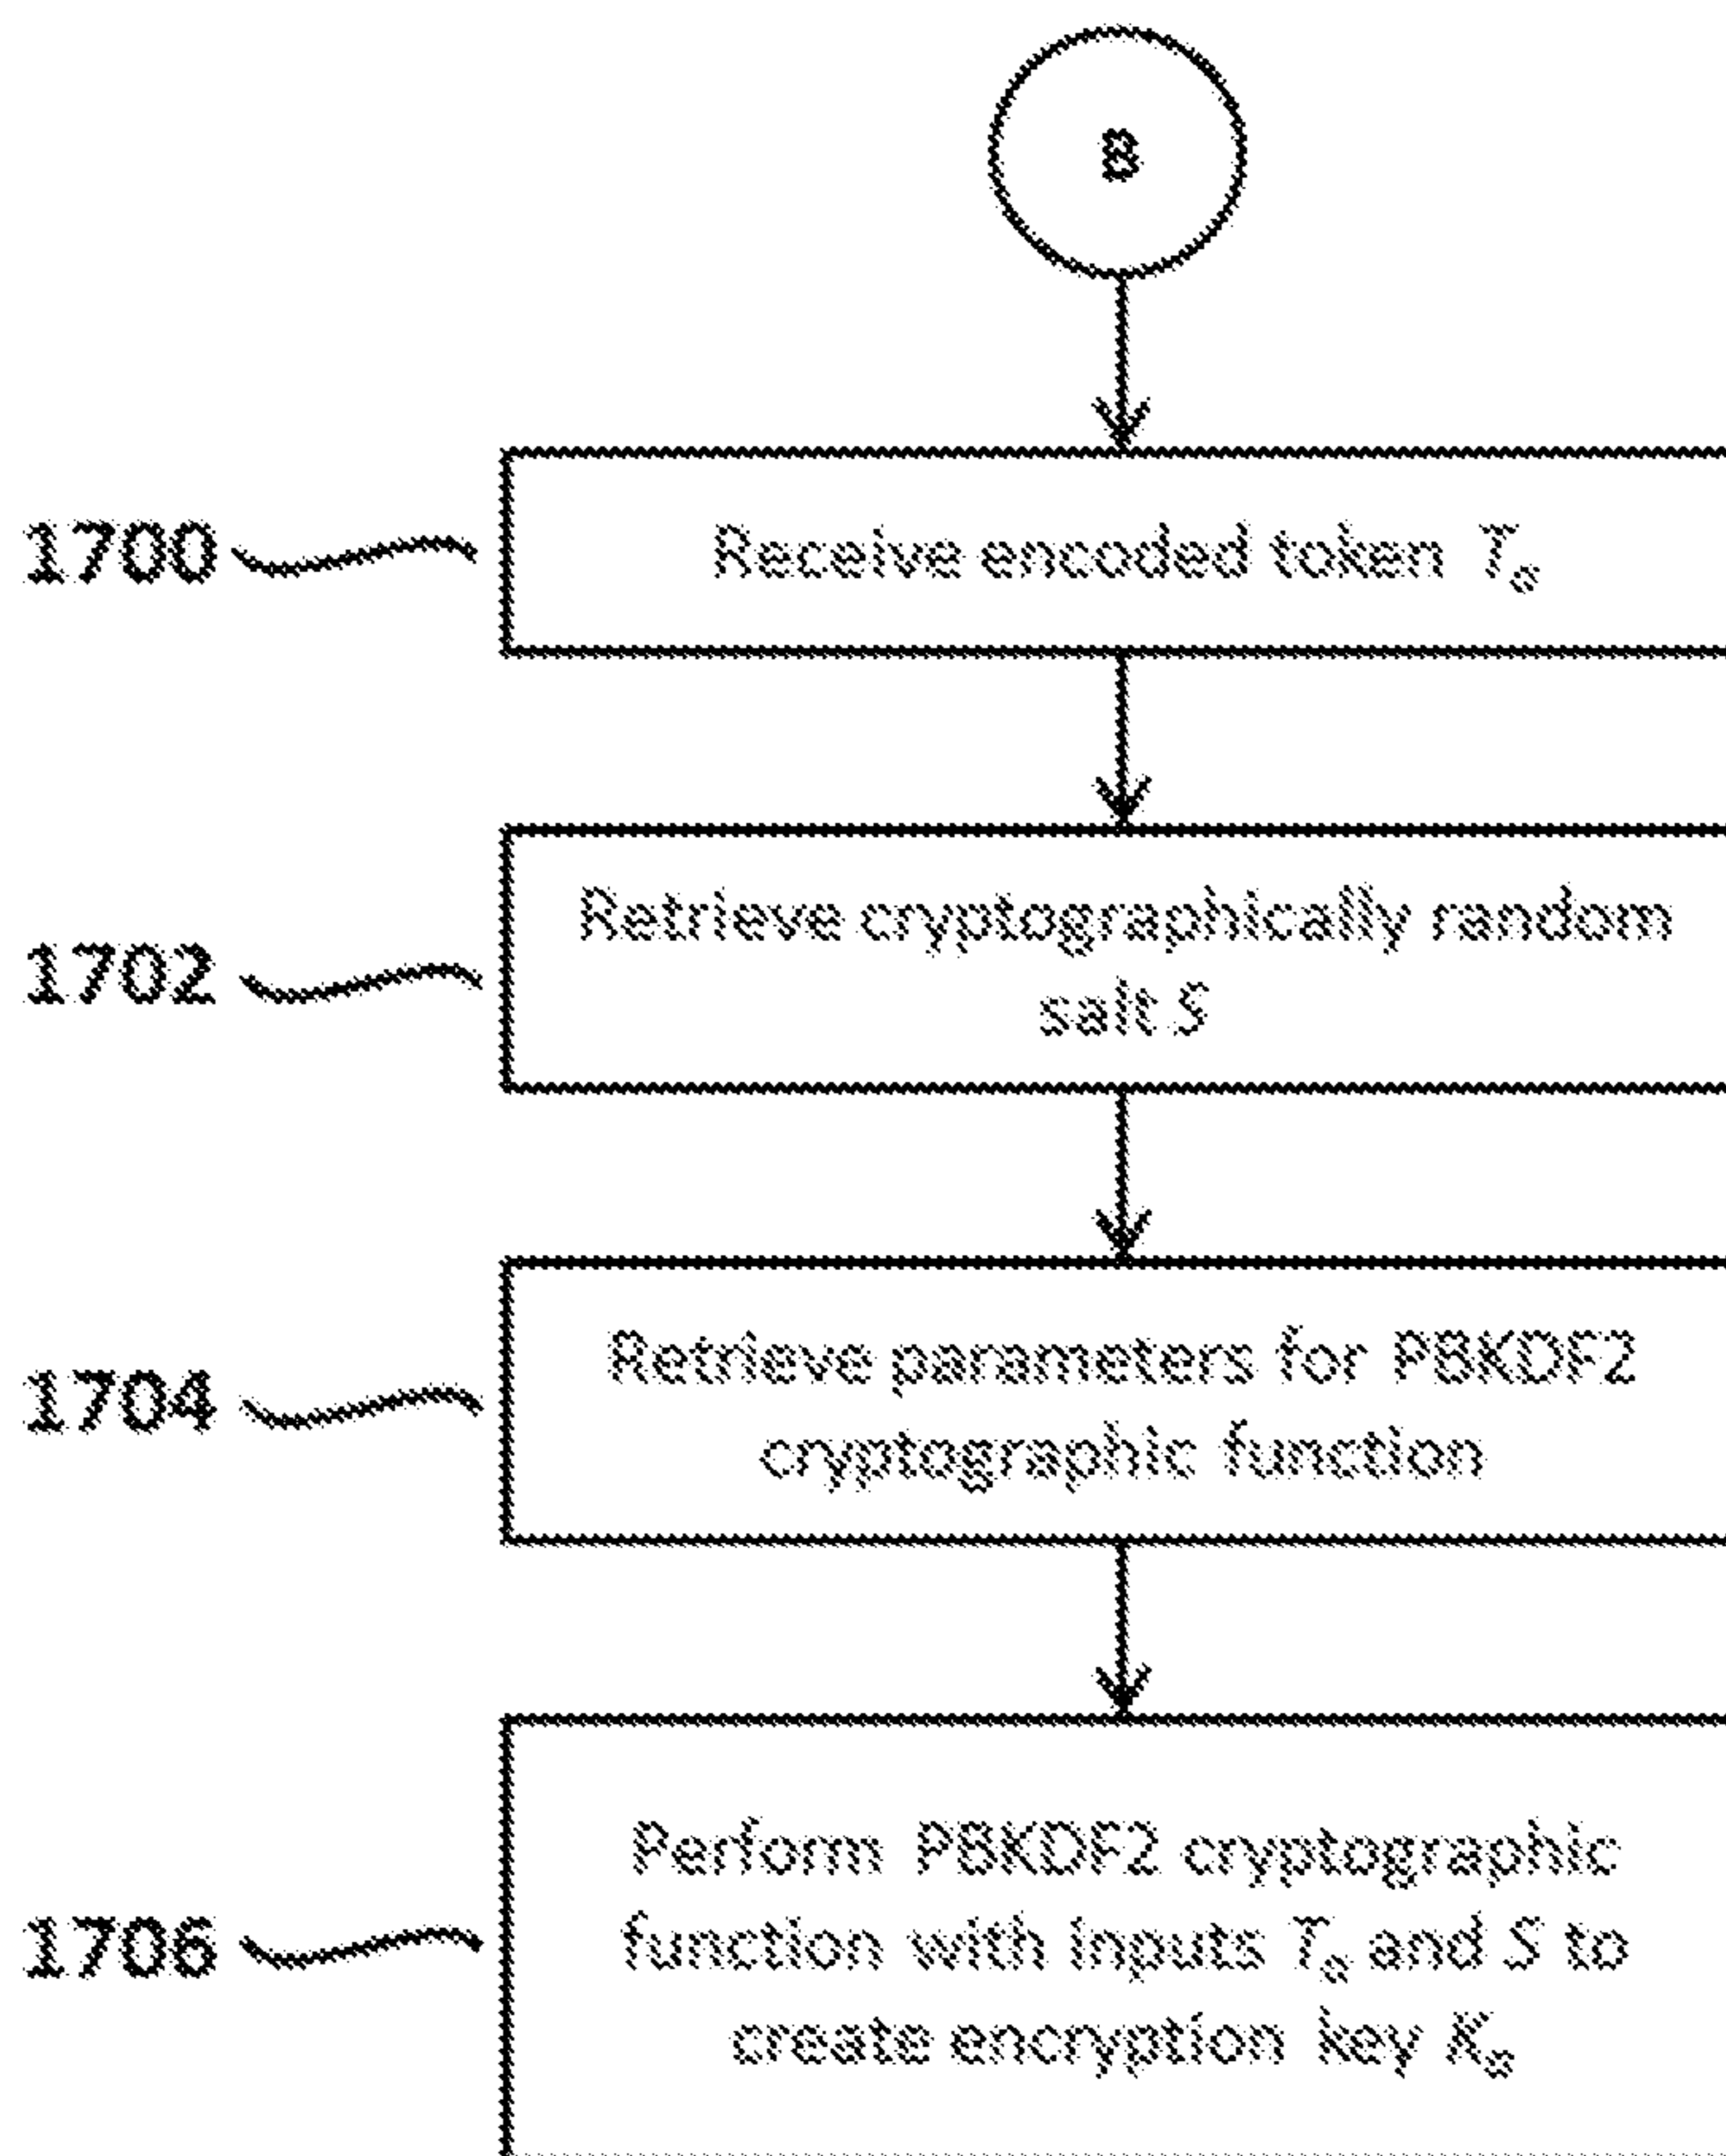 B
1700
Receive encoded token Te
1702
Retrieve cryptographically random
salt S
1704
Retrieve parameters for PBKDF2
cryptographic function
Perform PBKDF2 cryptographic
1706
function with inputs Te and S to
create encryption key Ke